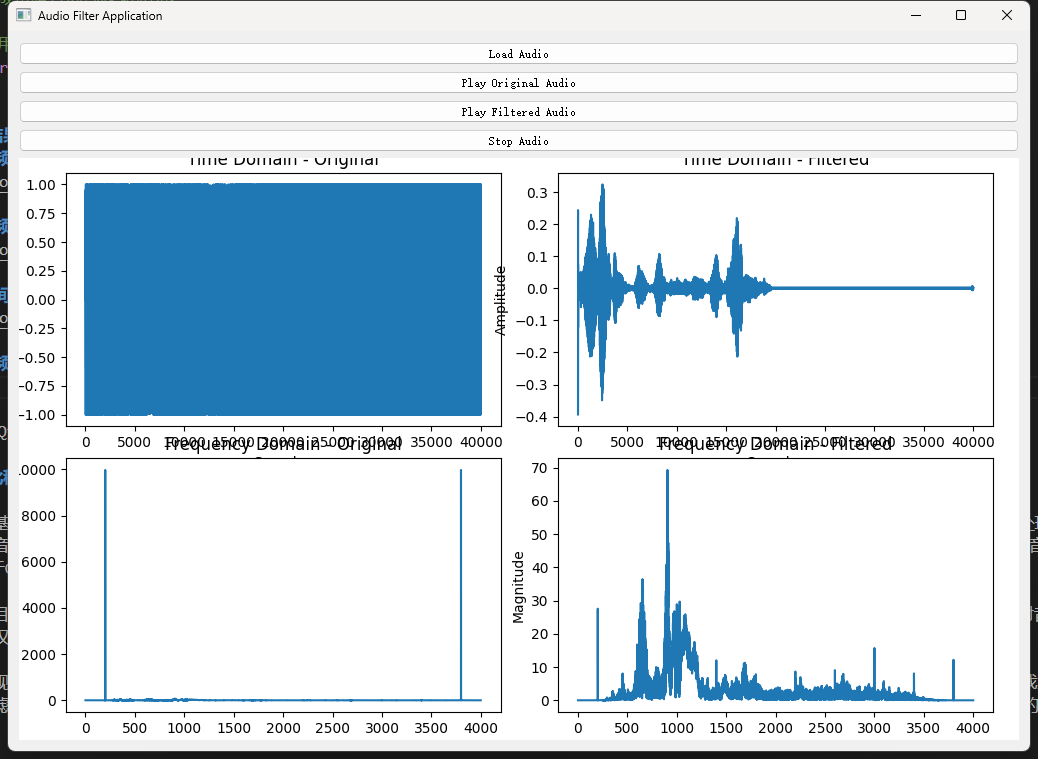 Audio Filter Application
Load Audio
Play Original Audio
Play Filtered Audio
Stop Audio
Time Domain - Original
1.00
0.75
0.50
0.25
0.00
-0.25
-0.50
-0.75
-1.00
0 5000 10000 15000 20000 25000 30000 35000 40000
Time Domain - Filtered
Amplitude
0.3
0.2
0.1
0.0
-0.1
-0.2
-0.3
-0.4
0 5000 10000 15000 20000 25000 30000 35000 40000
Frequency Domain - Original
10000
8000
6000
4000
2000
0
0 500 1000 1500 2000 2500 3000 3500 4000
Frequency Domain - Filtered
Magnitude
70
60
50
40
30
20
10
0
0 500 1000 1500 2000 2500 3000 3500 4000